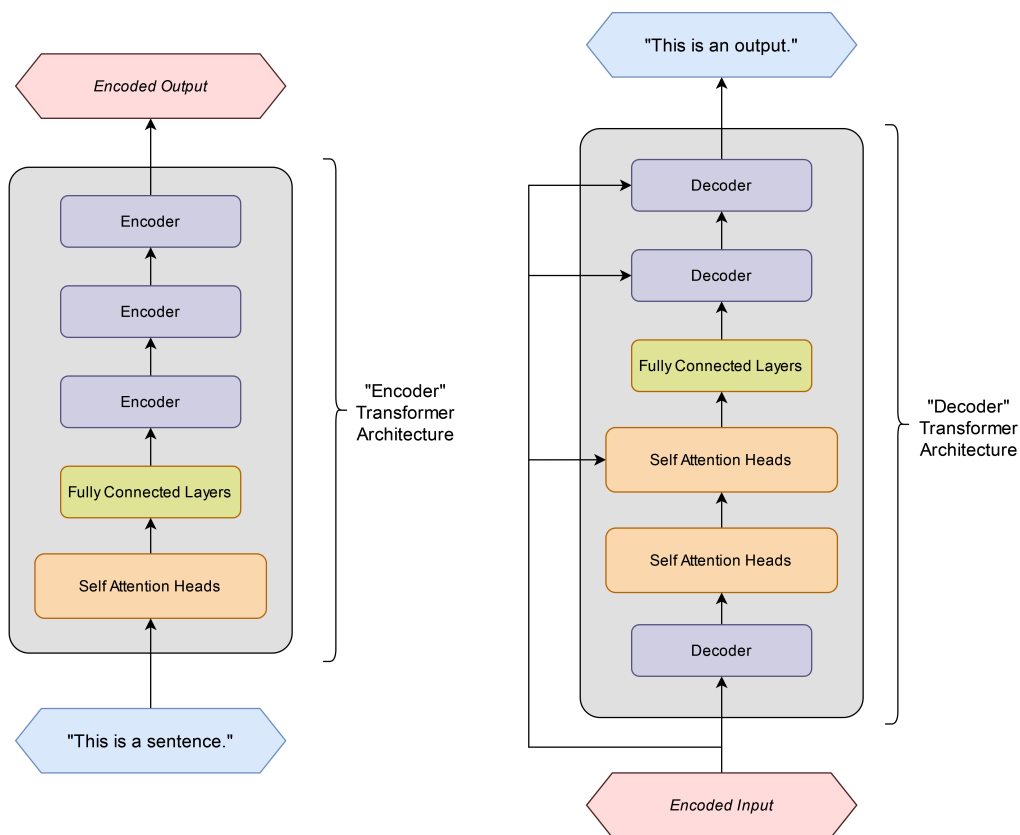 Encoded Output
Encoder
Encoder
Encoder
Fully Connected Layers
Self Attention Heads
"This is a sentence."
"Encoder"
Transformer
Architecture
"This is an output."
Decoder
Decoder
Fully Connected Layers
Self Attention Heads
Self Attention Heads
Decoder
Encoded Input
"Decoder"
Transformer
Architecture